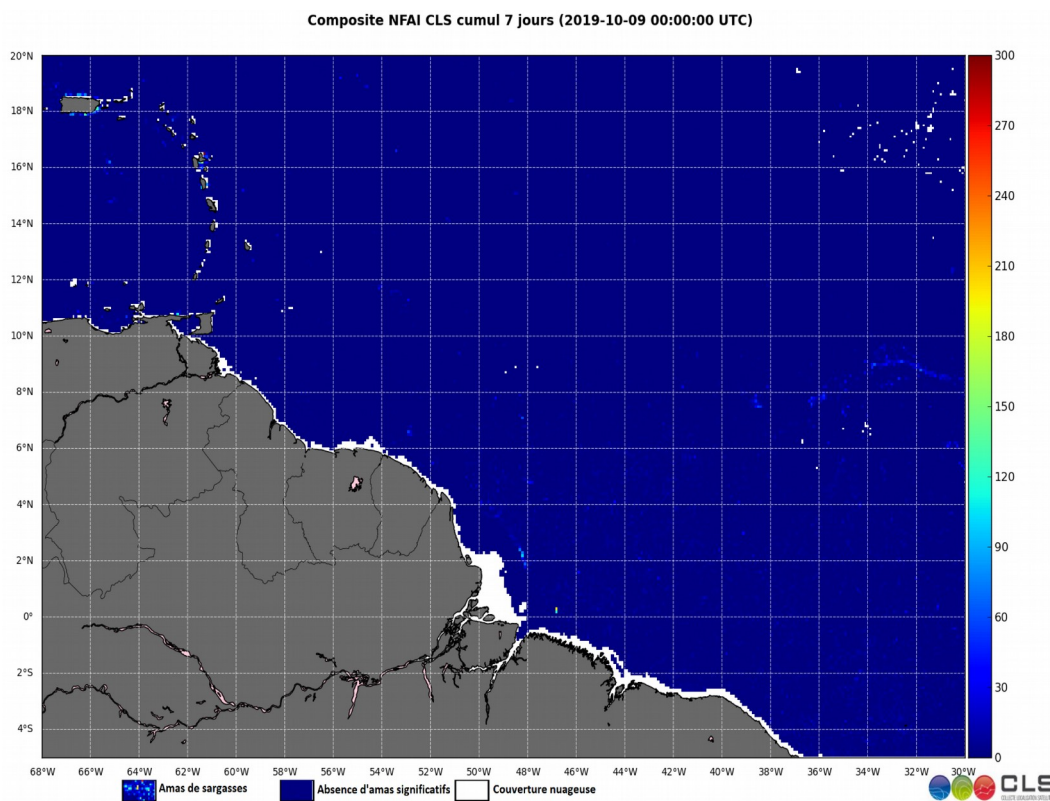 Composite NFAI CLS cumul 7 jours (2019-10-09 00:00:00 UTC)
20°N
18°N
16°N
14°N
12°N
10°N
8°N
6°N
4°N
2°N
0°
2°S
4°S
68°W 66°W 64°W 62°W 60°W 58°W 56°W 54°W 52°W 50°W 48°W 46°W 44°W 42°W 40°W 38°W 36°W 34°W 32°W 30°W
300
270
240
210
180
150
120
90
60
30
0
Amas de sargasses Absence d'amas significatifs Couverture nuageuse
CLS